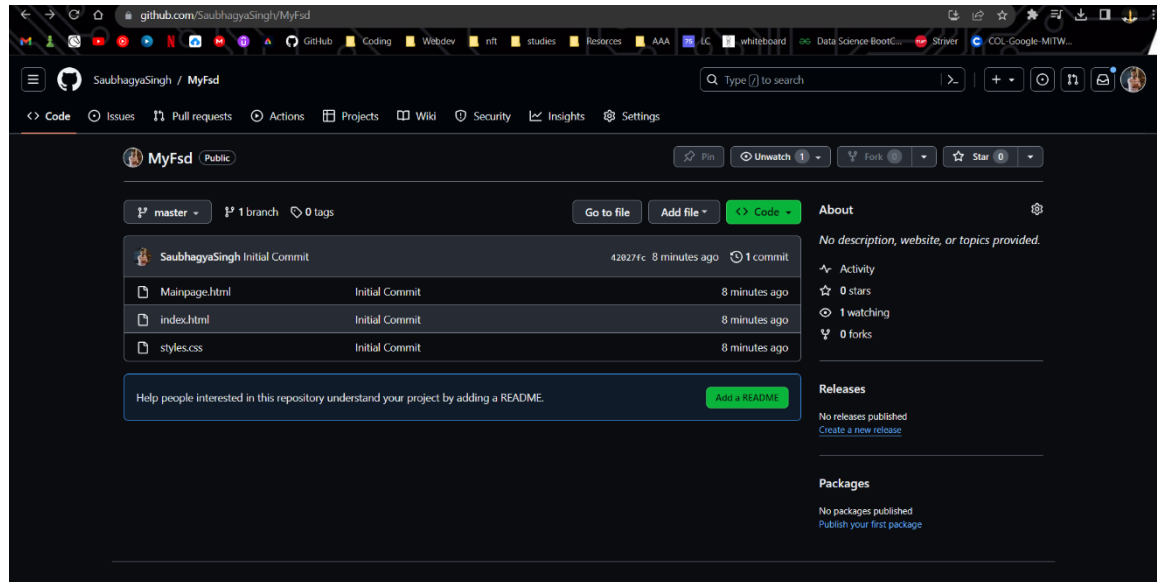 github.com/SaubhagyaSingh/MyFsd
GitHub Coding Webdev nft studies Resorces AAA 75 LC whiteboard Data Science BootC... Striver COL-Google-MITW...
SaubhagyaSingh / MyFsd Type / to search
Code Issues Pull requests Actions Projects Wiki Security Insights Settings
MyFsd Public Pin Unwatch 1 Fork 0 Star 0
master 1 branch 0 tags Go to file Add file Code
SaubhagyaSingh Initial Commit 42027fc 8 minutes ago 1 commit
Mainpage.html Initial Commit 8 minutes ago
index.html Initial Commit 8 minutes ago
styles.css Initial Commit 8 minutes ago
Help people interested in this repository understand your project by adding a README. Add a README
About
No description, website, or topics provided.
Activity
0 stars
1 watching
0 forks
Releases
No releases published
Create a new release
Packages
No packages published
Publish your first package